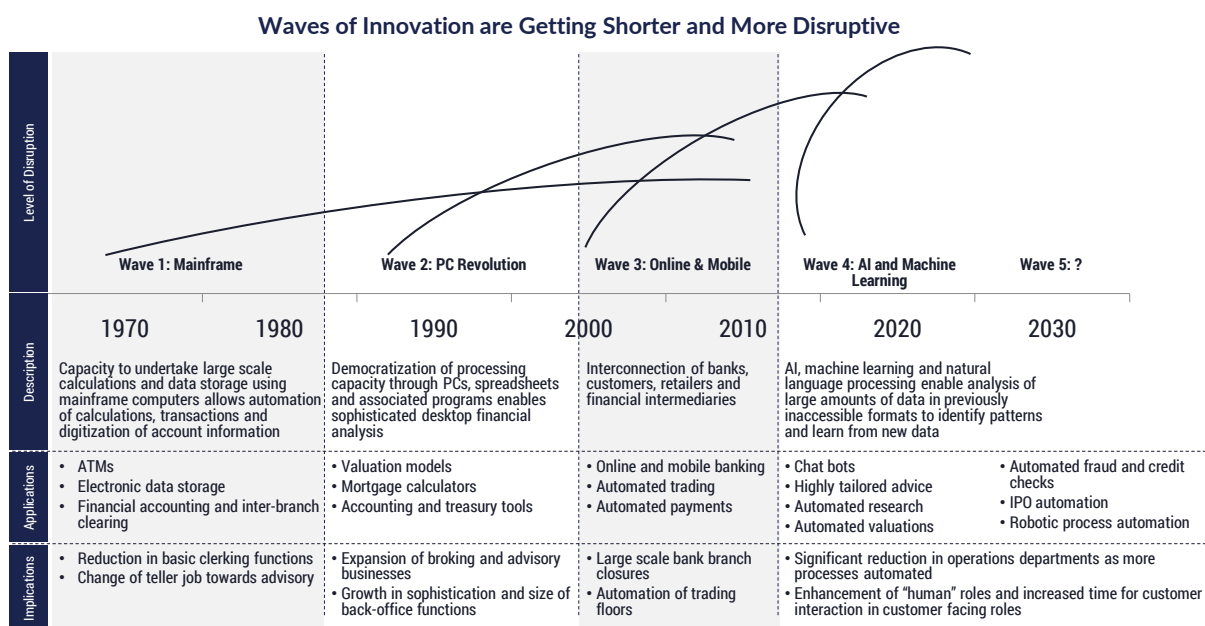 Waves of Innovation are Getting Shorter and More Disruptive
Level of Disruption
Wave 1: Mainframe
Wave 2: PC Revolution
Wave 3: Online & Mobile
Wave 4: AI and Machine
Learning
Wave 5: ?
1970
1980
1990
2000
2010
2020
2030
Description
Capacity to undertake large scale
calculations and data storage using
mainframe computers allows automation
of calculations, transactions and
digitization of account information
Democratization of processing
capacity through PCs, spreadsheets
and associated programs enables
sophisticated desktop financial
analysis
Interconnection of banks,
customers, retailers and
financial intermediaries
AI, machine learning and natural
language processing enable analysis of
large amounts of data in previously
inaccessible formats to identify patterns
and learn from new data
Applications
• ATMs
• Electronic data storage
• Financial accounting and inter-branch
clearing
• Valuation models
• Mortgage calculators
• Accounting and treasury tools
• Online and mobile banking
• Automated trading
• Automated payments
• Chat bots
• Highly tailored advice
• Automated research
• Automated valuations
• Automated fraud and credit
checks
• IPO automation
• Robotic process automation
Implications
• Reduction in basic clerking functions
• Change of teller job towards advisory
• Expansion of broking and advisory
businesses
• Growth in sophistication and size of
back-office functions
• Large scale bank branch
closures
• Automation of trading
floors
• Significant reduction in operations departments as more
processes automated
• Enhancement of “human” roles and increased time for customer
interaction in customer facing roles